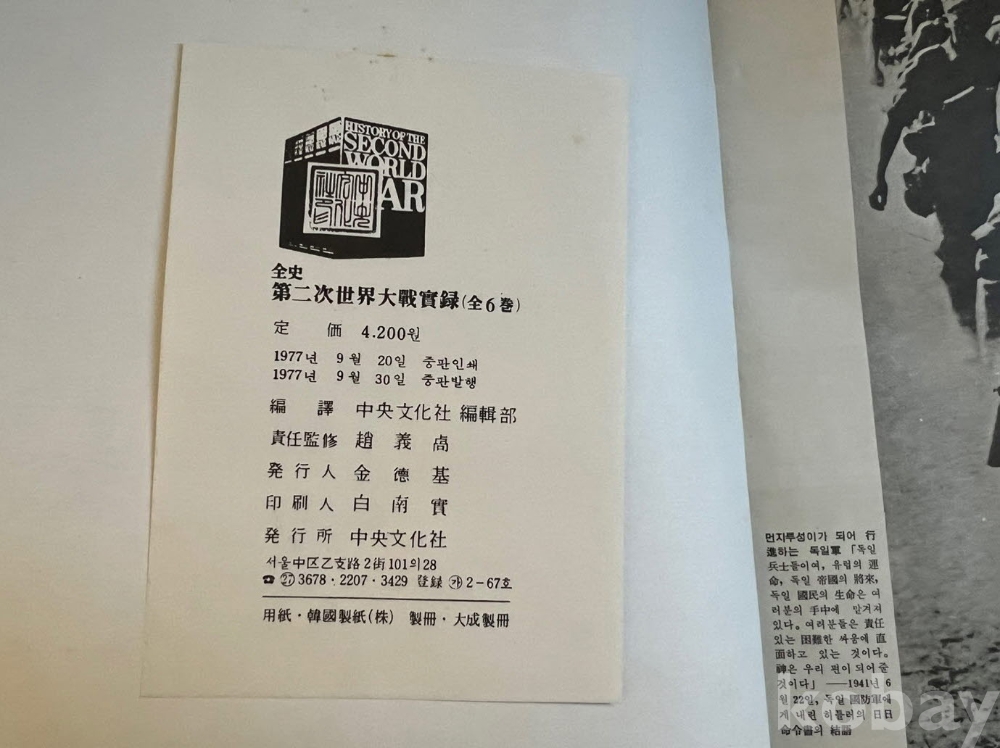 HISTORY OF THE
SECOND
WORLD
WAR
全史
第二次世界大戰實録(全6巻)
定 価 4.200원
1977년 9월 20일 중판인쇄
1977년 9월 30일 중판발행
編 譯 中央文化社 編輯部
責任監修 趙義卨
発行人 金德基
印刷人 白南實
発行所 中央文化社
서울中区乙支路2街101의28
☎㉗3678·2207·3429 登録㉮2-67호
用紙·韓國製紙(株) 製冊·大成製冊
먼지투성이가 되어 行
進하는 독일軍「독일
兵士들이여, 유럽의 運
命, 독일 帝國의 將來,
독일 國民의 生命은 여
러분의 手中에 맡겨져
있다. 여러분들은 責任
있는 困難한 싸움에 直
面하고 있는 것이다.
神은 우리 편이 되어 줄
것이다」——1941년 6
월 22일, 독일 國防軍에
게 내린 히틀러의 日日
命令書의 結語
kobay